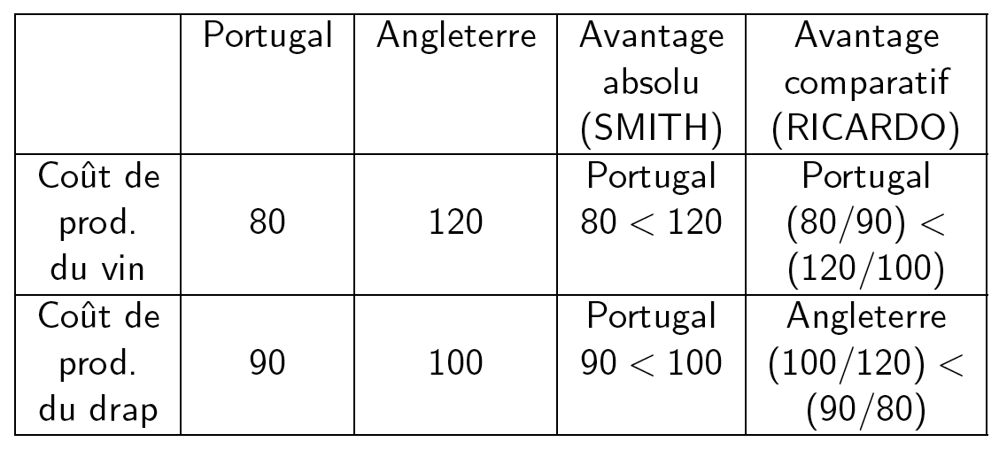 Portugal Angleterre Avantage Avantage
absolu comparatif
(SMITH) (RICARDO)
Coût de Portugal Portugal
prod. 80 120 80 < 120 (80/90) <
du vin (120/100)
Coût de Portugal Angleterre
prod. 90 100 90 < 100 (100/120) <
du drap (90/80)